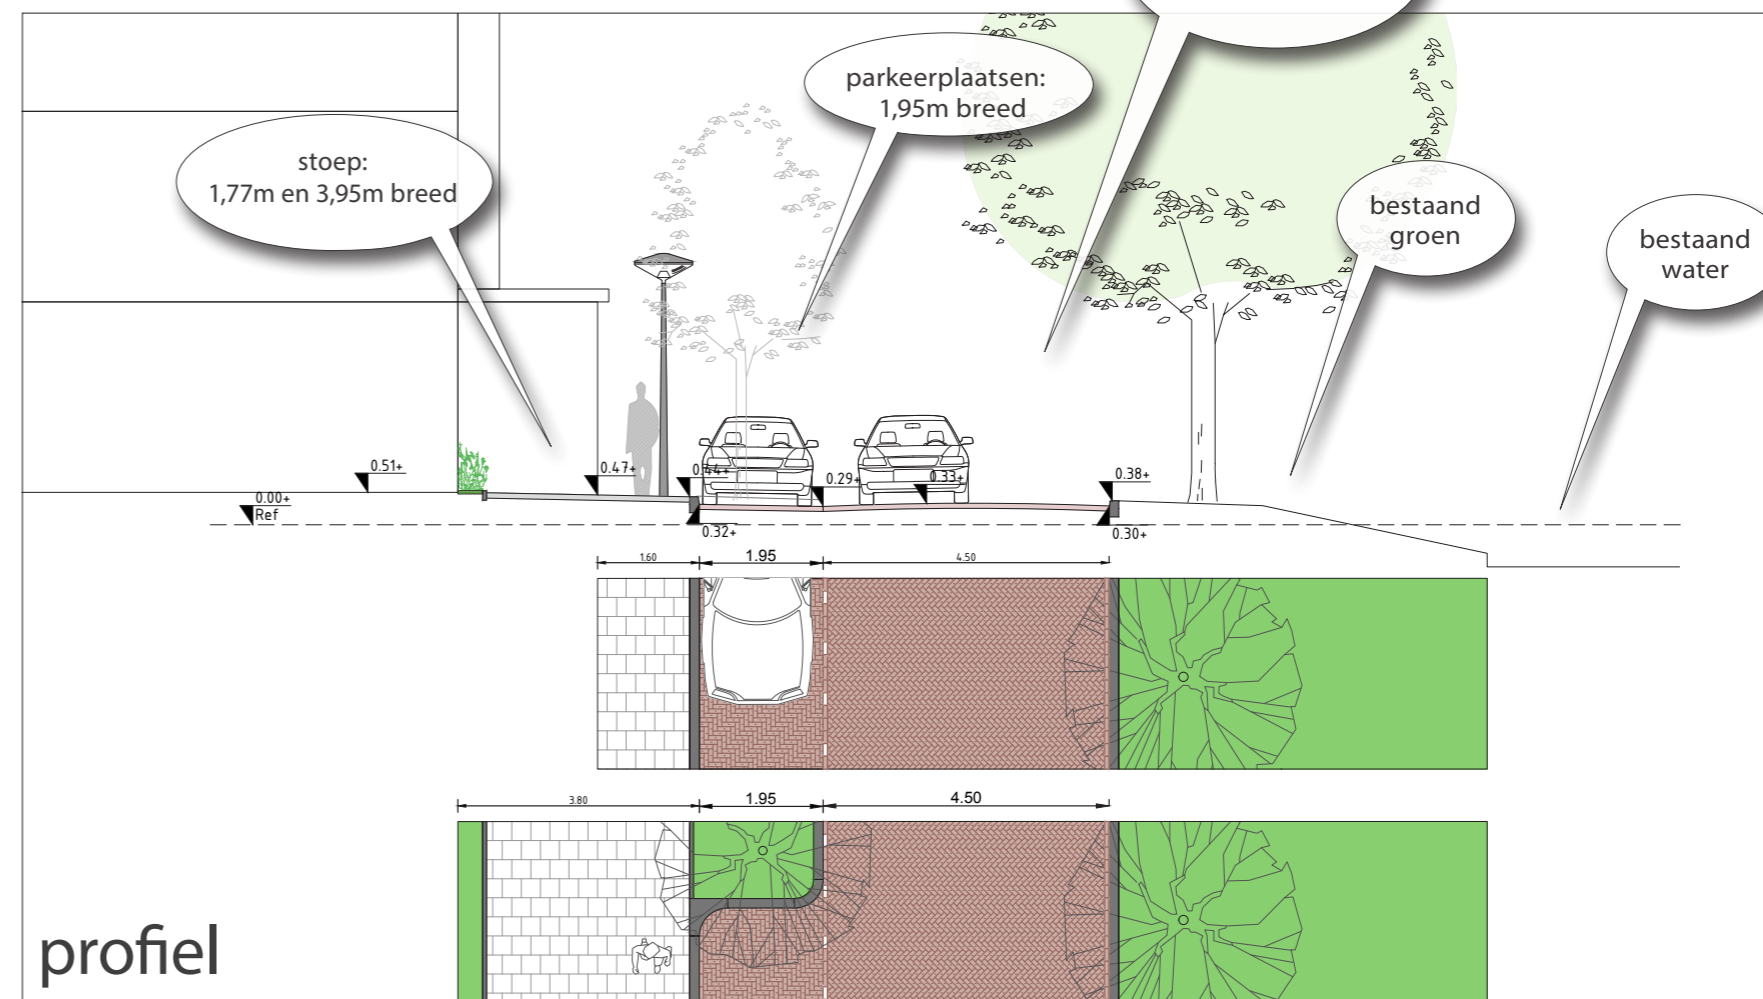 parkeerplaatsen:
1,95m breed
stoep:
1,77m en 3,95m breed
bestaand
groen
bestaand
water
0.51+
0.47+
0.44+
0.29+
0.33+
0.38+
0.00+
Ref
0.32+
0.30+
1.60
1.95
4.50
3.80
1.95
4.50
profiel